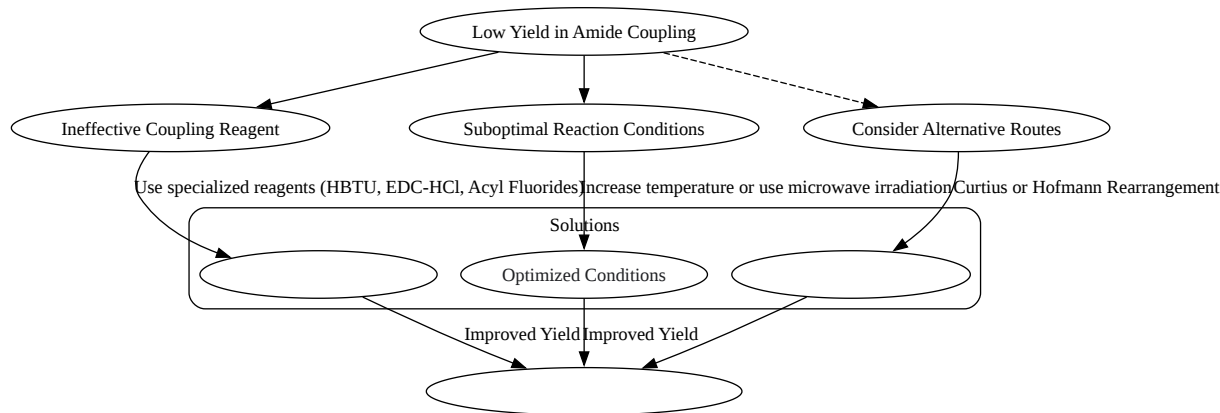 Low Yield in Amide Coupling
Ineffective Coupling Reagent
Suboptimal Reaction Conditions
Consider Alternative Routes
Use specialized reagents (HBTU, EDC-HCl, Acyl Fluorides)
Increase temperature or use microwave irradiation
Curtius or Hofmann Rearrangement
Solutions
Optimized Conditions
Improved Yield
Improved Yield